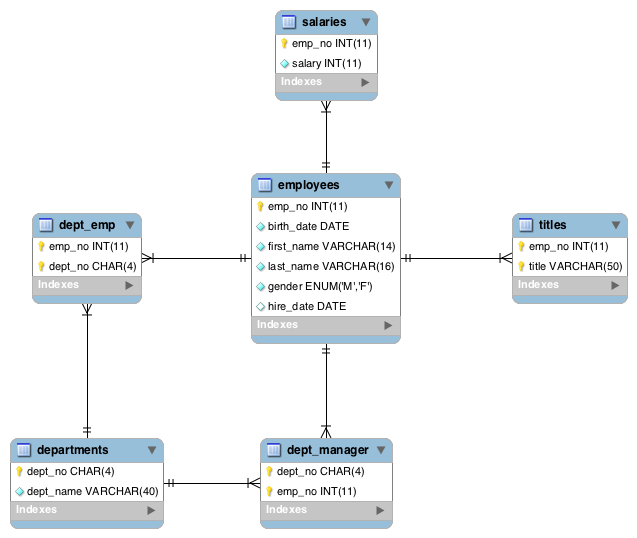 salaries
emp_no INT(11)
salary INT(11)
Indexes
employees
emp_no INT(11)
birth_date DATE
first_name VARCHAR(14)
last_name VARCHAR(16)
gender ENUM('M','F')
hire_date DATE
Indexes
dept_emp
emp_no INT(11)
dept_no CHAR(4)
Indexes
titles
emp_no INT(11)
title VARCHAR(50)
Indexes
departments
dept_no CHAR(4)
dept_name VARCHAR(40)
Indexes
dept_manager
dept_no CHAR(4)
emp_no INT(11)
Indexes